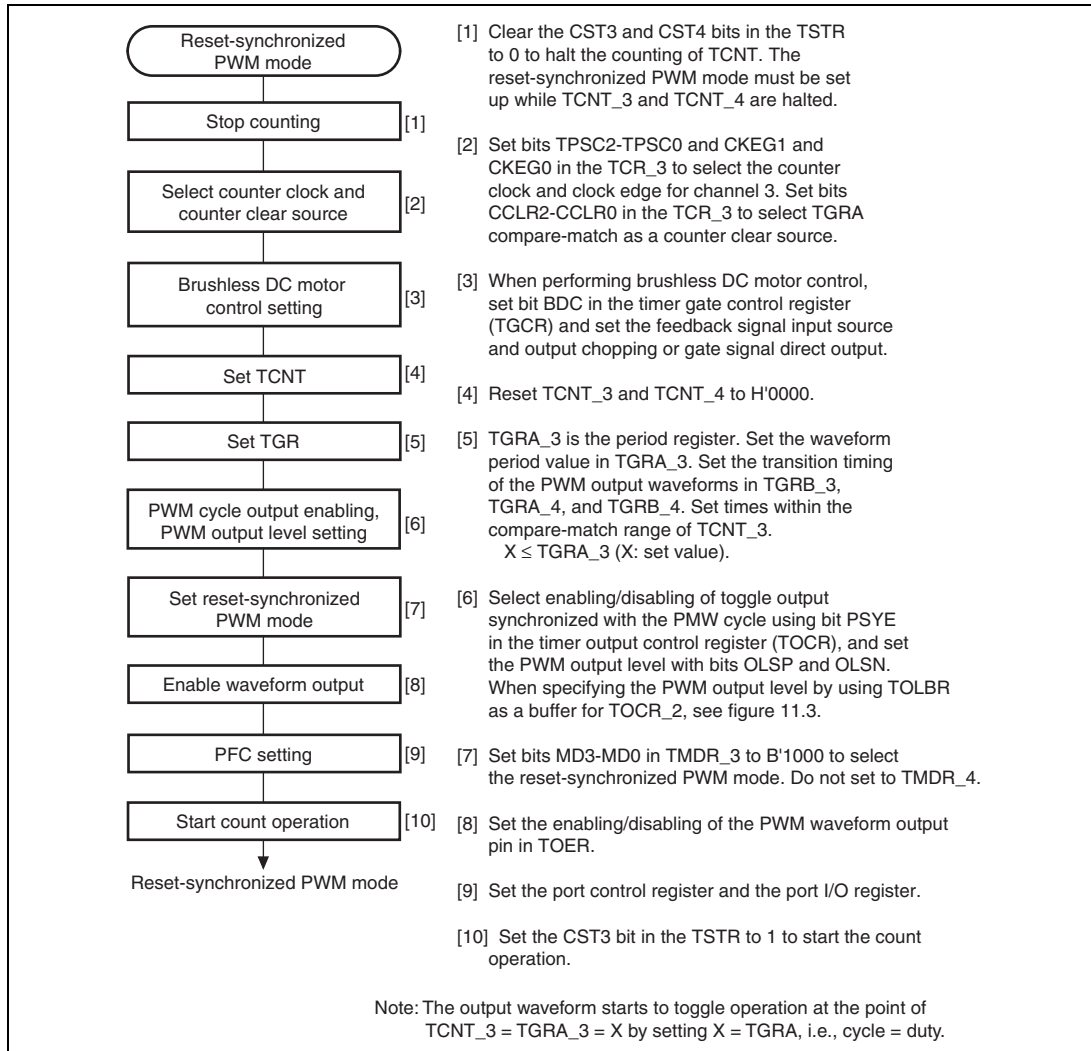 Reset-synchronized
PWM mode
Stop counting
[1]
Select counter clock and
counter clear source
[2]
Brushless DC motor
control setting
[3]
Set TCNT
[4]
Set TGR
[5]
PWM cycle output enabling,
PWM output level setting
[6]
Set reset-synchronized
PWM mode
[7]
Enable waveform output
[8]
PFC setting
[9]
Start count operation
[10]
Reset-synchronized PWM mode
[1] Clear the CST3 and CST4 bits in the TSTR
to 0 to halt the counting of TCNT. The
reset-synchronized PWM mode must be set
up while TCNT_3 and TCNT_4 are halted.
[2] Set bits TPSC2-TPSC0 and CKEG1 and
CKEG0 in the TCR_3 to select the counter
clock and clock edge for channel 3. Set bits
CCLR2-CCLR0 in the TCR_3 to select TGRA
compare-match as a counter clear source.
[3] When performing brushless DC motor control,
set bit BDC in the timer gate control register
(TGCR) and set the feedback signal input source
and output chopping or gate signal direct output.
[4] Reset TCNT_3 and TCNT_4 to H'0000.
[5] TGRA_3 is the period register. Set the waveform
period value in TGRA_3. Set the transition timing
of the PWM output waveforms in TGRB_3,
TGRA_4, and TGRB_4. Set times within the
compare-match range of TCNT_3.
X ≤ TGRA_3 (X: set value).
[6] Select enabling/disabling of toggle output
synchronized with the PMW cycle using bit PSYE
in the timer output control register (TOCR), and set
the PWM output level with bits OLSP and OLSN.
When specifying the PWM output level by using TOLBR
as a buffer for TOCR_2, see figure 11.3.
[7] Set bits MD3-MD0 in TMDR_3 to B'1000 to select
the reset-synchronized PWM mode. Do not set to TMDR_4.
[8] Set the enabling/disabling of the PWM waveform output
pin in TOER.
[9] Set the port control register and the port I/O register.
[10] Set the CST3 bit in the TSTR to 1 to start the count
operation.
Note: The output waveform starts to toggle operation at the point of
TCNT_3 = TGRA_3 = X by setting X = TGRA, i.e., cycle = duty.